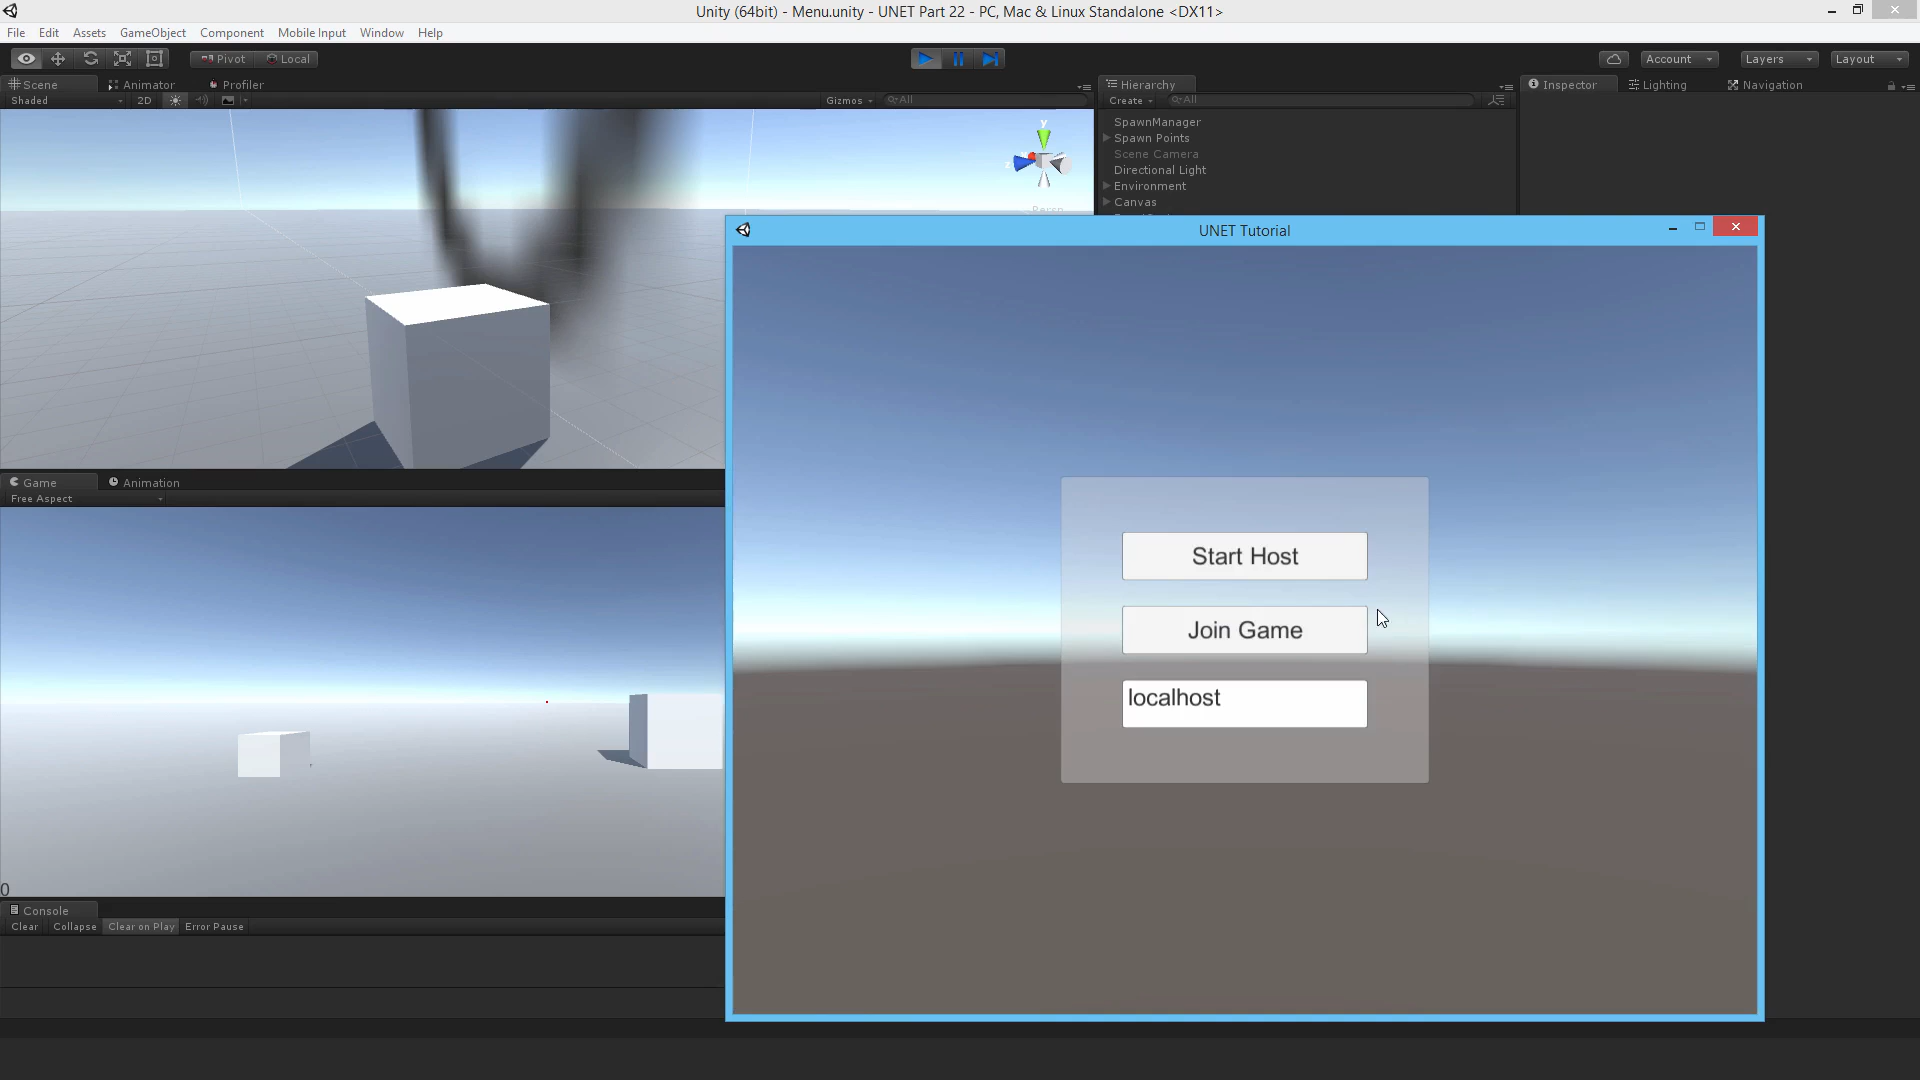 Unity (64bit) - Menu.unity - UNET Part 22 - PC, Mac & Linux Standalone <DX11>
File Edit Assets GameObject Component Mobile Input Window Help
Pivot Local Account Layers Layout
Scene Animator Profiler
Shaded 2D Gizmos All
y
z
Persp
Hierarchy
Create All
SpawnManager
Spawn Points
Scene Camera
Directional Light
Environment
Canvas
Inspector Lighting Navigation
UNET Tutorial
Start Host
Join Game
localhost
Game Animation
Free Aspect
0
Console
Clear Collapse Clear on Play Error Pause